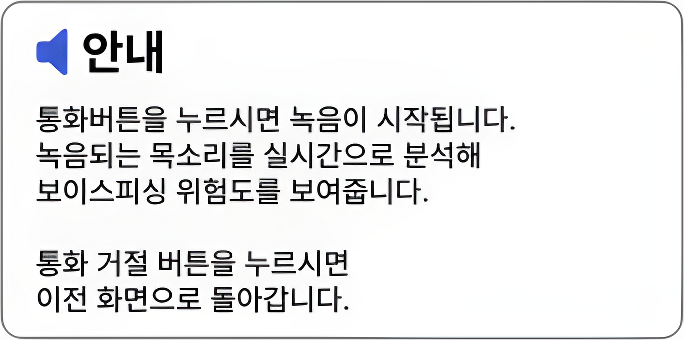 안내
통화버튼을 누르시면 녹음이 시작됩니다.
녹음되는 목소리를 실시간으로 분석해
보이스피싱 위험도를 보여줍니다.
통화 거절 버튼을 누르시면
이전 화면으로 돌아갑니다.